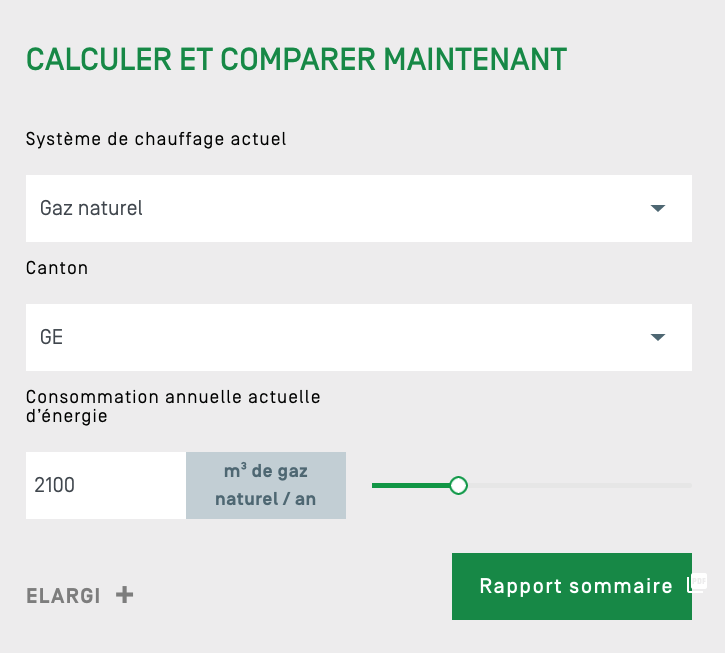 CALCULER ET COMPARER MAINTENANT
Système de chauffage actuel
Gaz naturel
Canton
GE
Consommation annuelle actuelle
d’énergie
2100
m³ de gaz
naturel / an
ELARGI +
Rapport sommaire
PDF